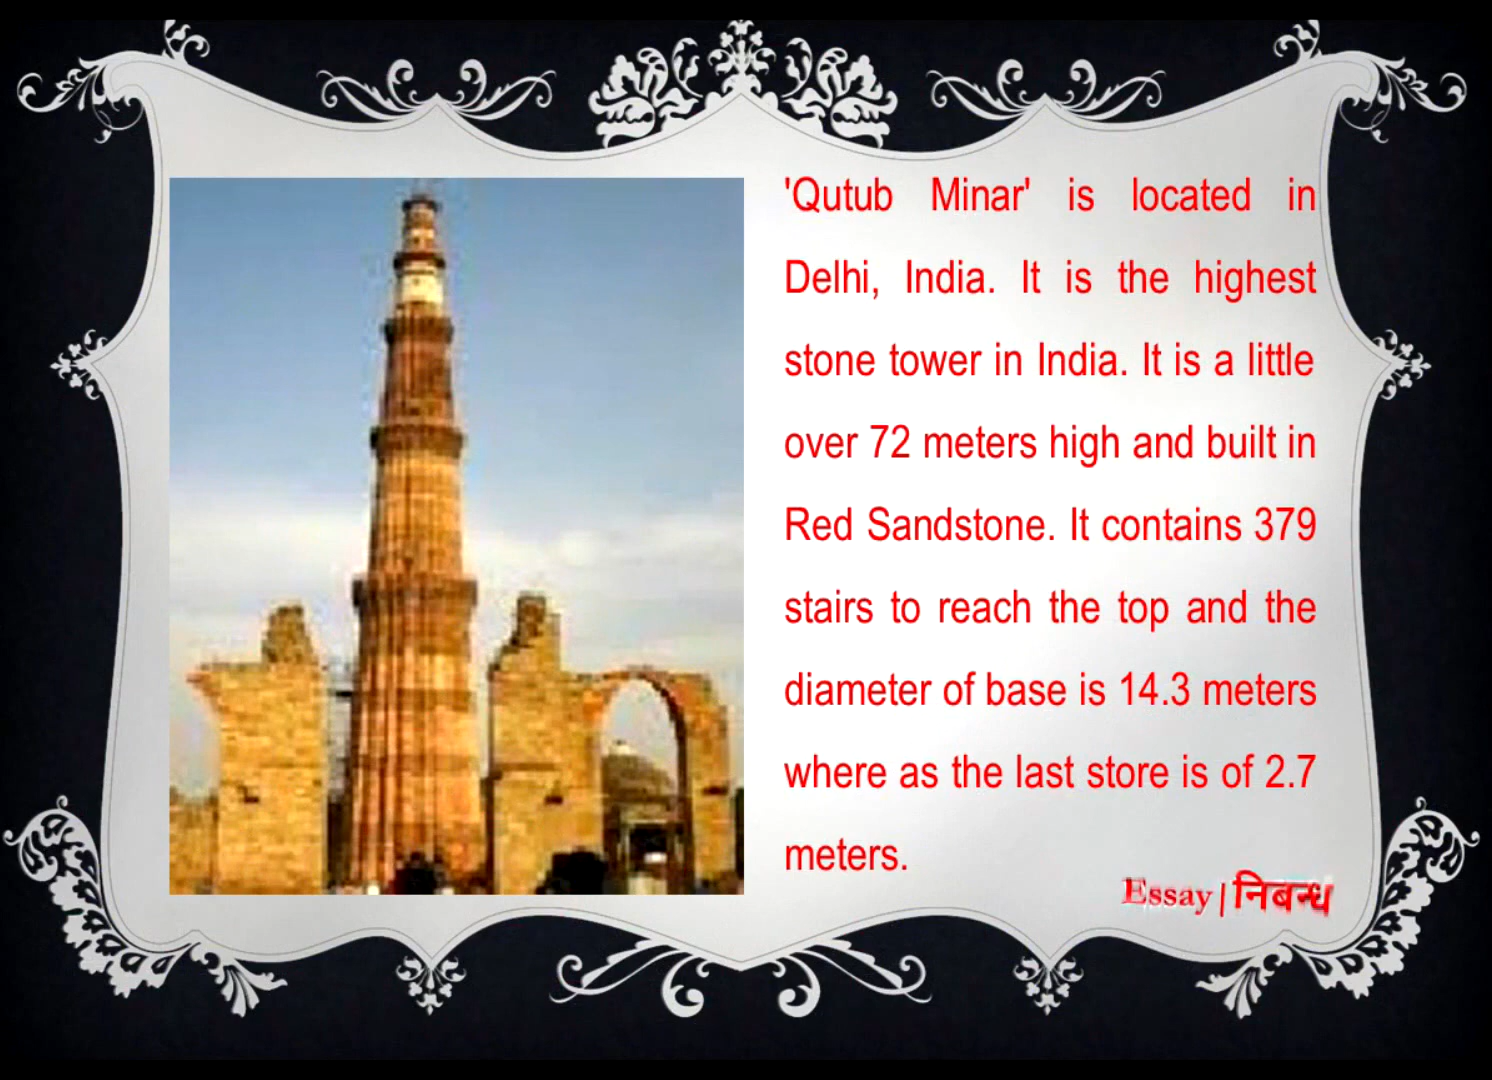 'Qutub Minar' is located in
Delhi, India. It is the highest
stone tower in India. It is a little
over 72 meters high and built in
Red Sandstone. It contains 379
stairs to reach the top and the
diameter of base is 14.3 meters
where as the last store is of 2.7
meters.
Essay | निबन्ध